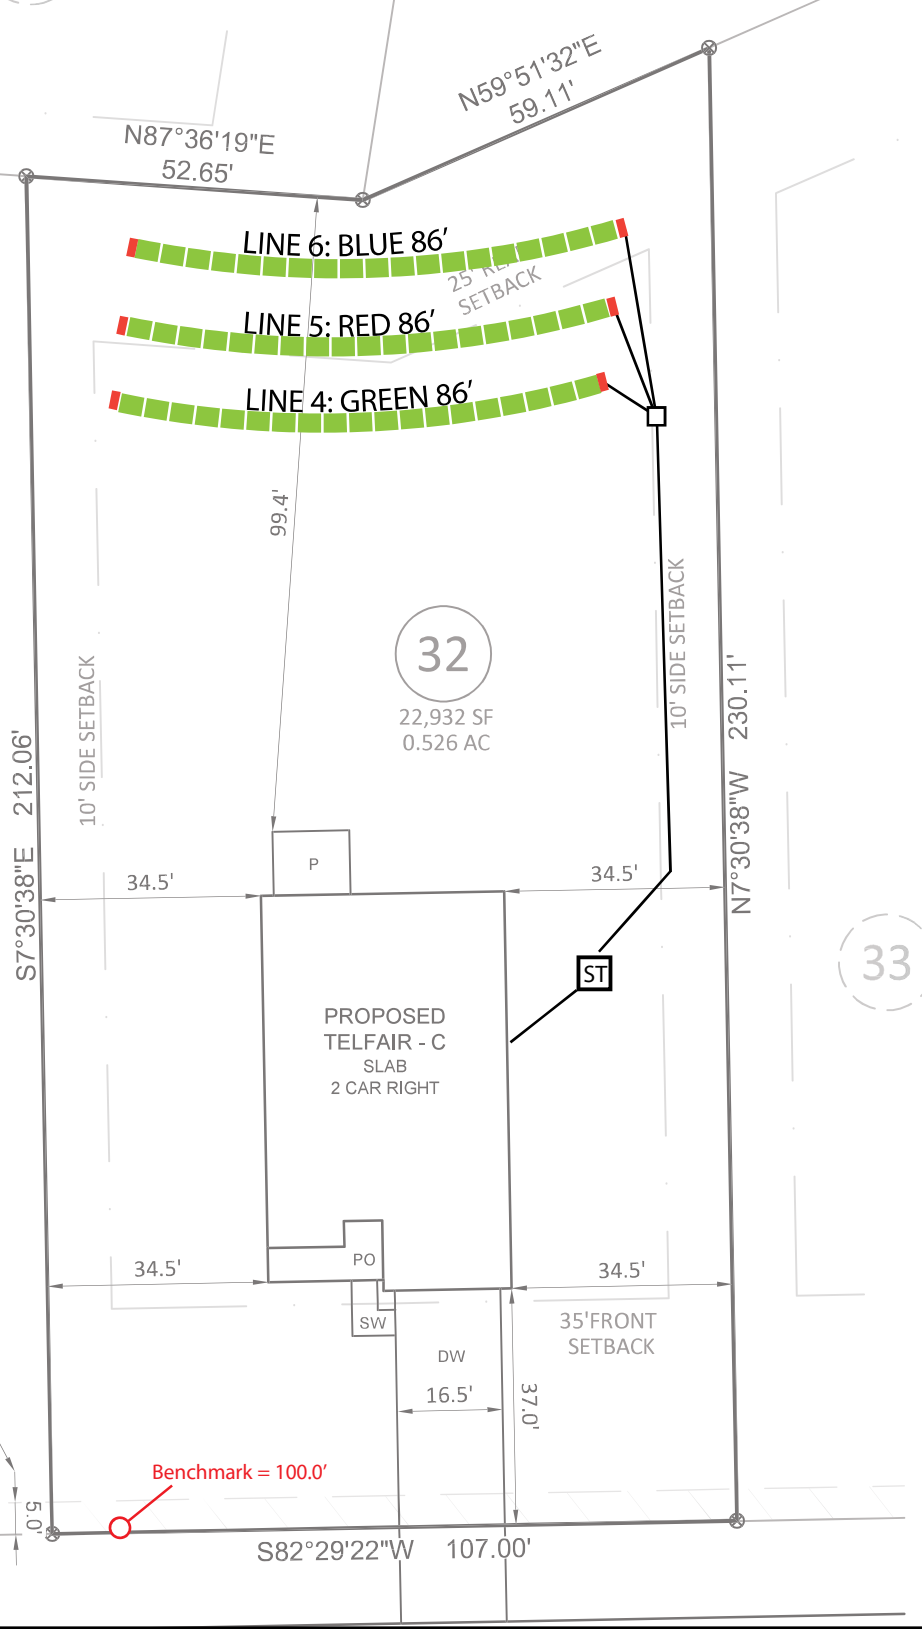 N59°51'32"E
59.11'
N87°36'19"E
52.65'
LINE 6: BLUE 86′
25' REAR
SETBACK
LINE 5: RED 86′
LINE 4: GREEN 86′
99.4'
32
22,932 SF
0.526 AC
10' SIDE SETBACK
10' SIDE SETBACK
S7°30'38"E 212.06'
N7°30'38"W 230.11'
P
34.5'
34.5'
33
ST
PROPOSED
TELFAIR - C
SLAB
2 CAR RIGHT
PO
34.5'
34.5'
SW
35'FRONT
SETBACK
DW
16.5'
37.0'
Benchmark = 100.0′
5.0'
S82°29'22"W 107.00'